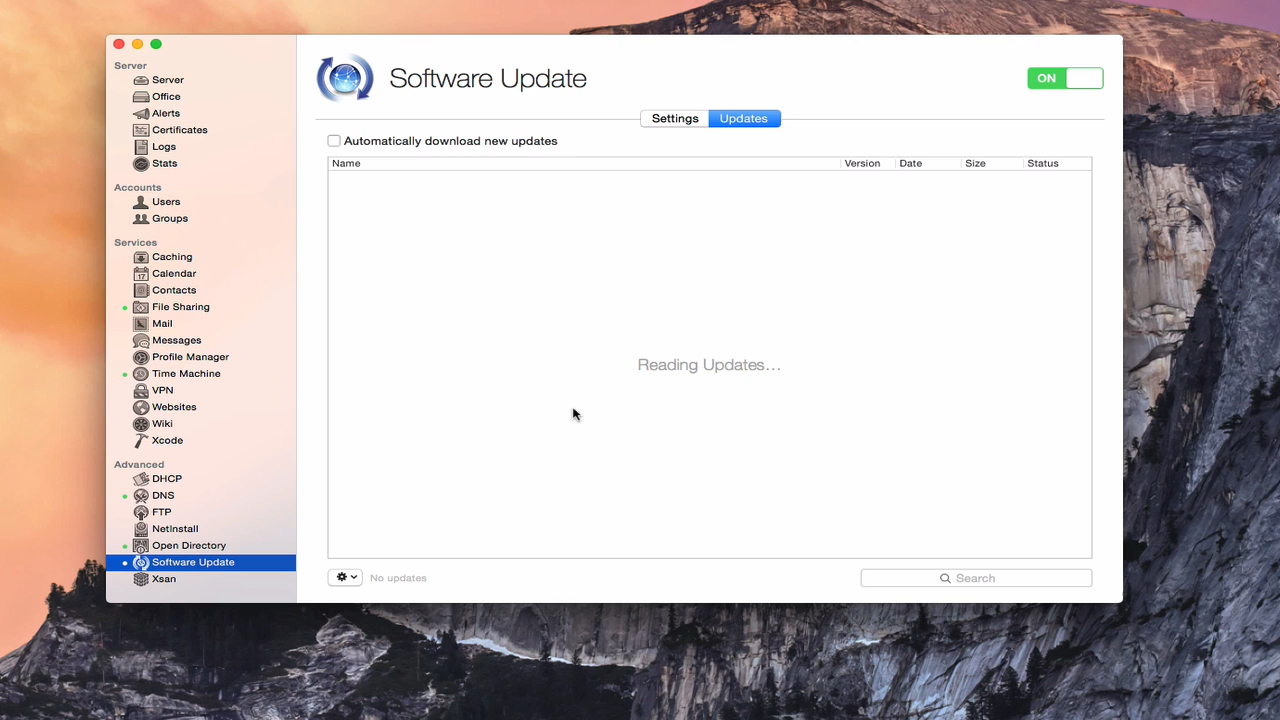 Server
Server
Office
Alerts
Certificates
Logs
Stats
Accounts
Users
Groups
Services
Caching
17
Calendar
Contacts
File Sharing
Mail
Messages
Profile Manager
Time Machine
VPN
Websites
Wiki
Xcode
Advanced
DHCP
DNS
FTP
NetInstall
Open Directory
Software Update
Xsan
Software Update
ON
Settings Updates
Automatically download new updates
Name Version Date Size Status
Reading Updates...
No updates
Search